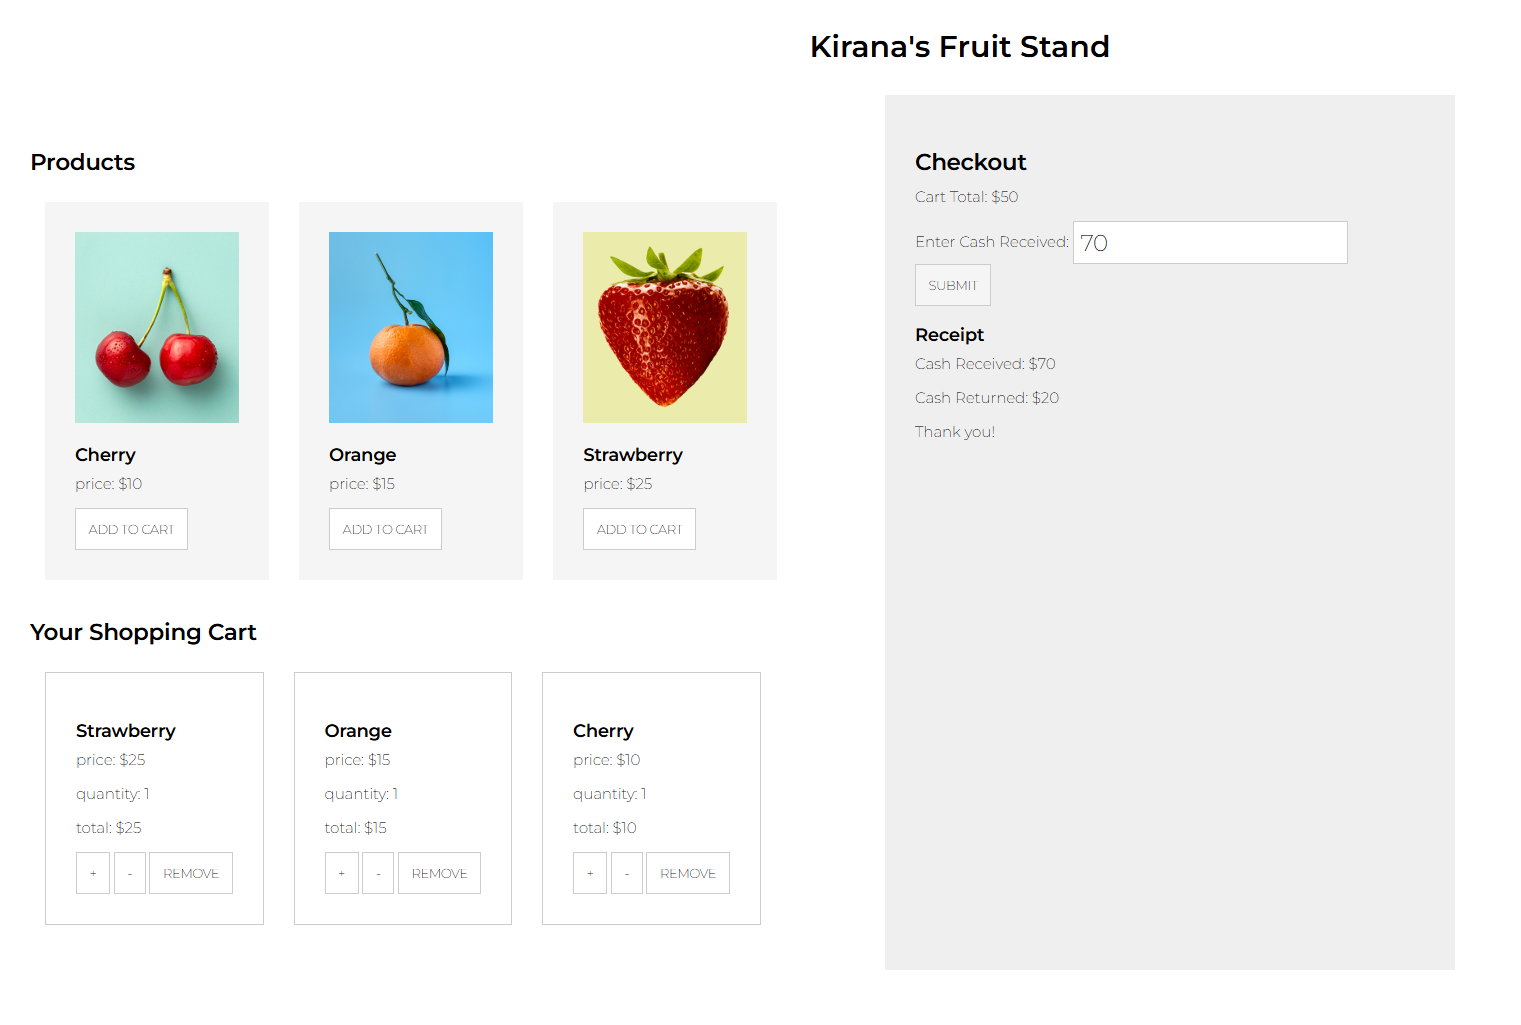 Kirana's Fruit Stand
Products
Cherry
price: $10
ADD TO CART
Orange
price: $15
ADD TO CART
Strawberry
price: $25
ADD TO CART
Your Shopping Cart
Strawberry
price: $25
quantity: 1
total: $25
+ - REMOVE
Orange
price: $15
quantity: 1
total: $15
+ - REMOVE
Cherry
price: $10
quantity: 1
total: $10
+ - REMOVE
Checkout
Cart Total: $50
Enter Cash Received: 70
SUBMIT
Receipt
Cash Received: $70
Cash Returned: $20
Thank you!